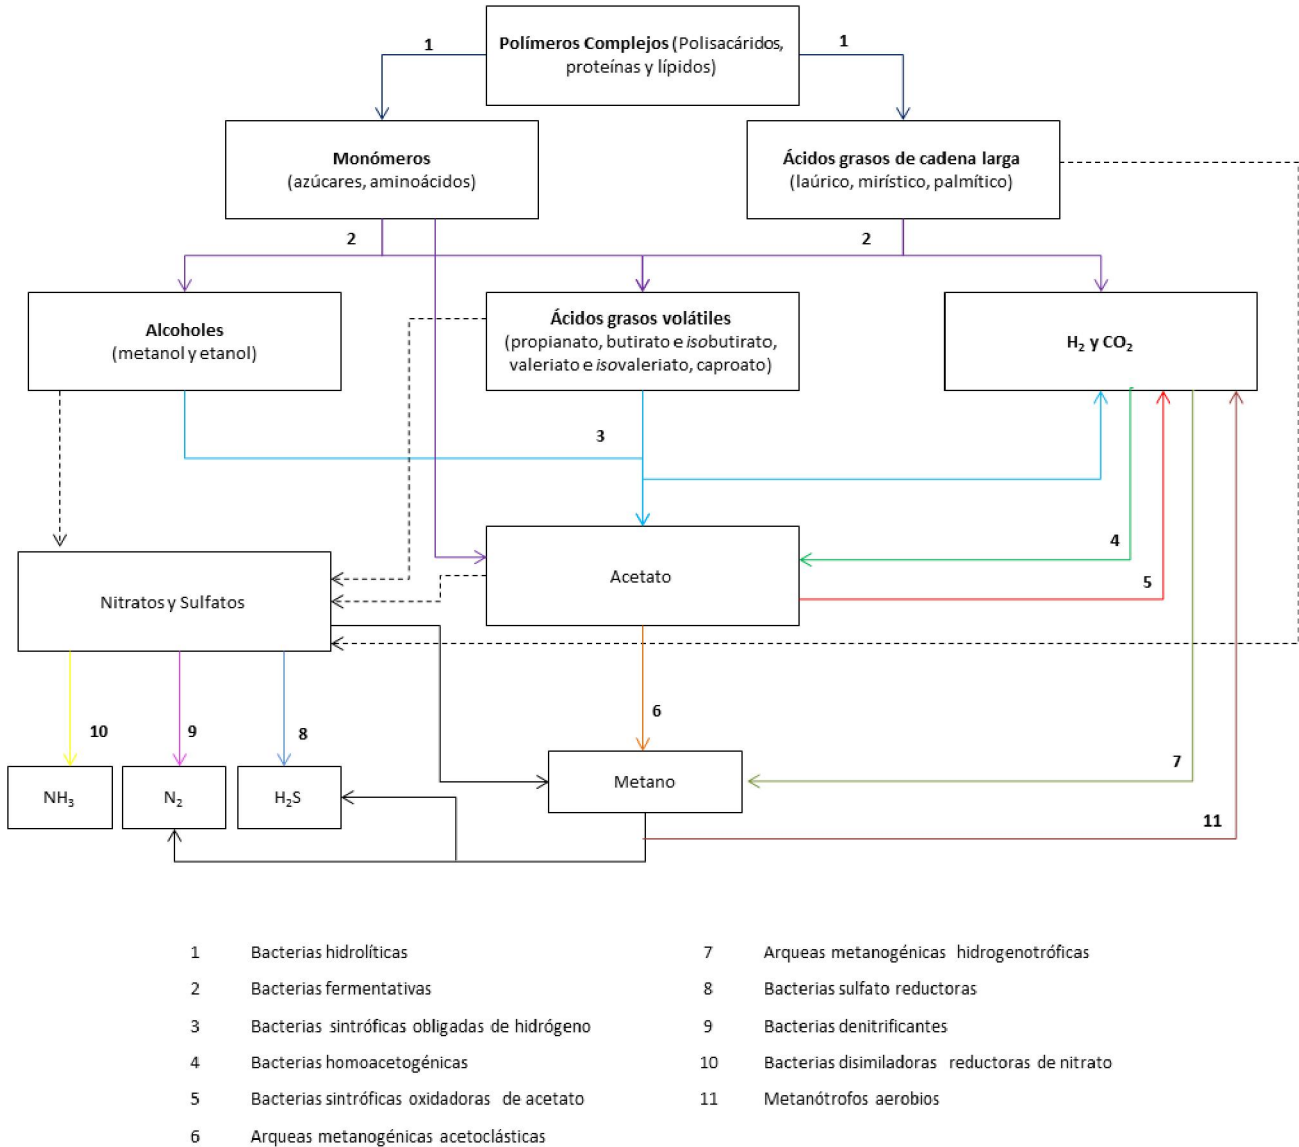 1
Polímeros Complejos (Polisacáridos,
proteínas y lípidos)
1
Monómeros
(azúcares, aminoácidos)
Ácidos grasos de cadena larga
(laúrico, mirístico, palmítico)
2
2
Alcoholes
(metanol y etanol)
Ácidos grasos volátiles
(propianato, butirato e isobutirato,
valeriato e isovaleriato, caproato)
H₂ y CO₂
3
4
5
Acetato
Nitratos y Sulfatos
10
9
8
6
7
NH₃
N₂
H₂S
Metano
11
1 Bacterias hidrolíticas
2 Bacterias fermentativas
3 Bacterias sintróficas obligadas de hidrógeno
4 Bacterias homoacetogénicas
5 Bacterias sintróficas oxidadoras de acetato
6 Arqueas metanogénicas acetoclásticas
7 Arqueas metanogénicas hidrogenotróficas
8 Bacterias sulfato reductoras
9 Bacterias denitrificantes
10 Bacterias disimiladoras reductoras de nitrato
11 Metanótrofos aerobios